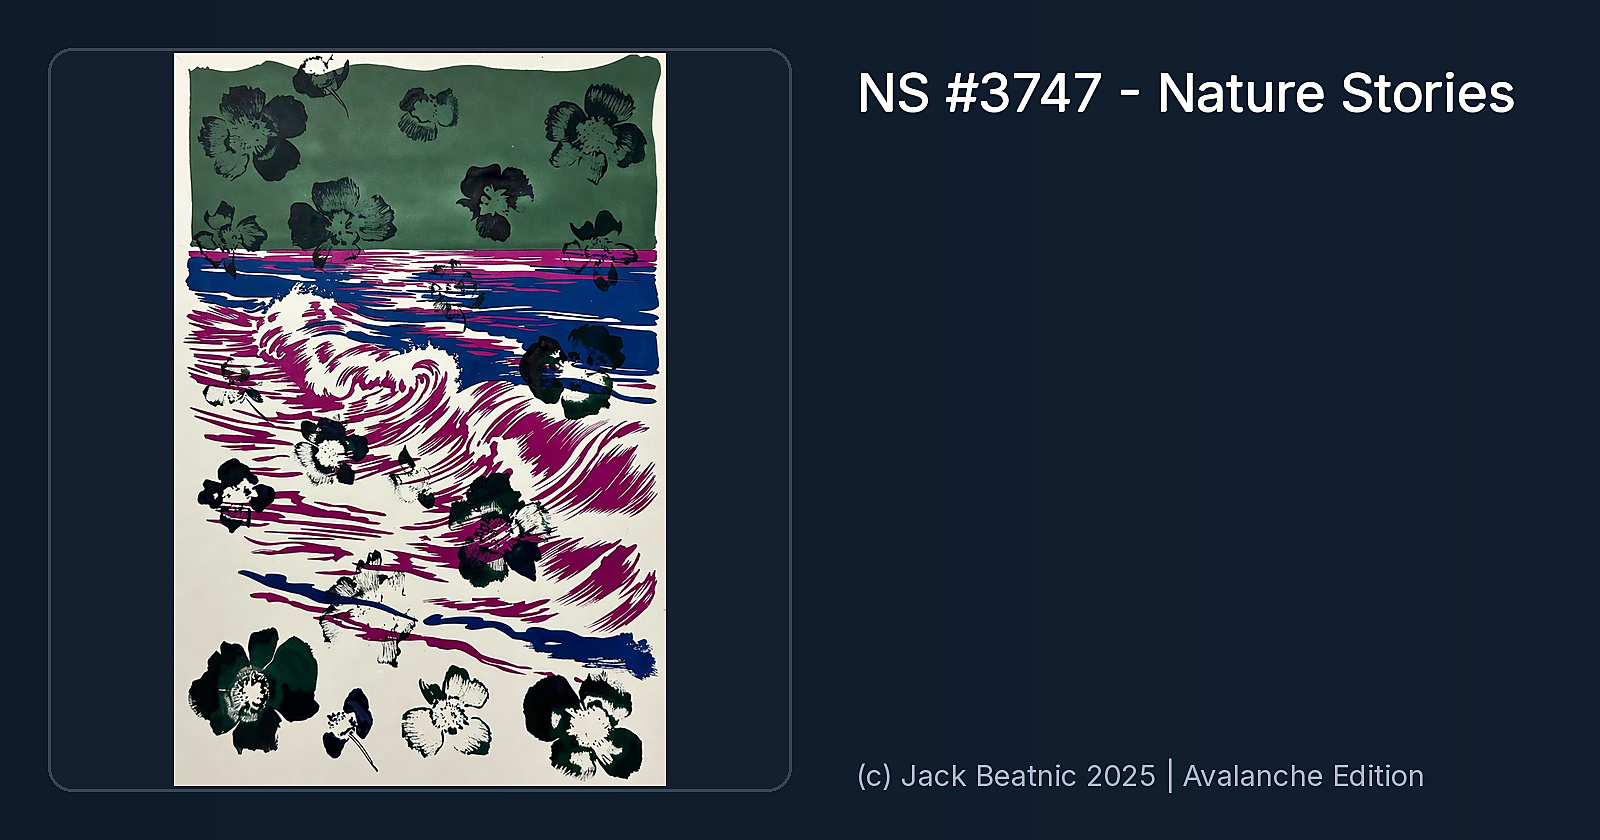 NS #3747 - Nature Stories
(c) Jack Beatnic 2025 | Avalanche Edition